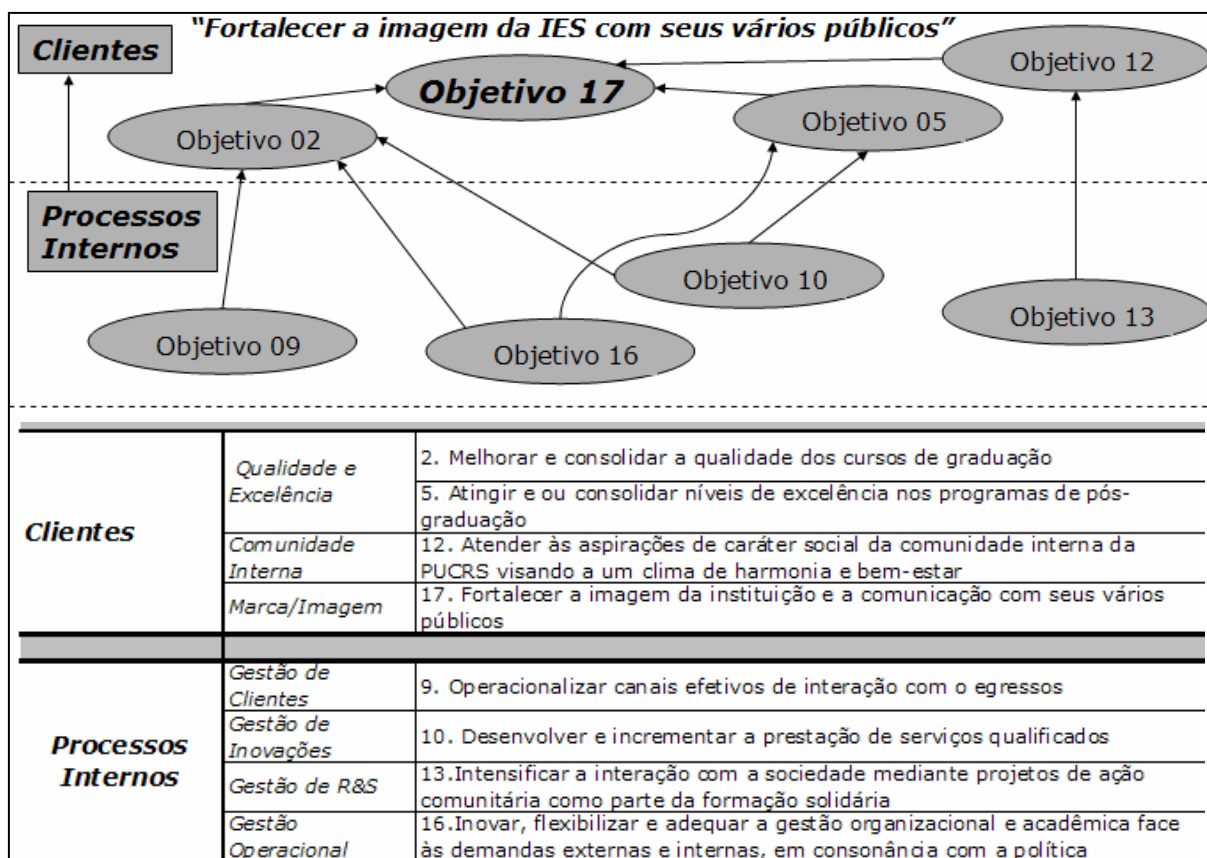 "Fortalecer a imagem da IES com seus vários públicos"
Clientes
Objetivo 12
Objetivo 17
Objetivo 05
Objetivo 02
Processos
Internos
Objetivo 10
Objetivo 13
Objetivo 09
Objetivo 16
Clientes
Qualidade e
Excelência
2. Melhorar e consolidar a qualidade dos cursos de graduação
5. Atingir e ou consolidar níveis de excelência nos programas de pós-
graduação
Comunidade
Interna
12. Atender às aspirações de caráter social da comunidade interna da
PUCRS visando a um clima de harmonia e bem-estar
Marca/Imagem
17. Fortalecer a imagem da instituição e a comunicação com seus vários
públicos
Processos
Internos
Gestão de
Clientes
9. Operacionalizar canais efetivos de interação com o egressos
Gestão de
Inovações
10. Desenvolver e incrementar a prestação de serviços qualificados
Gestão de R&S
13.Intensificar a interação com a sociedade mediante projetos de ação
comunitária como parte da formação solidária
Gestão
Operacional
16.Inovar, flexibilizar e adequar a gestão organizacional e acadêmica face
às demandas externas e internas, em consonância com a política